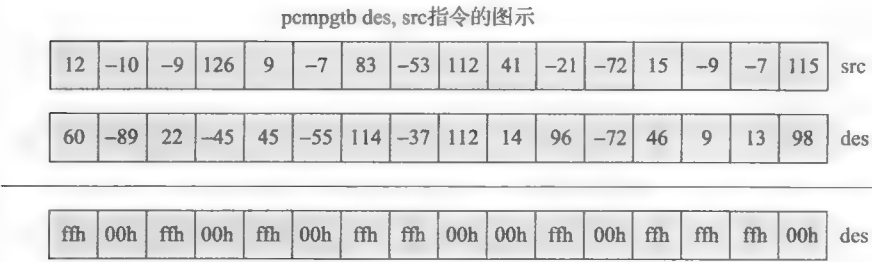 pcmpgtb des, src指令的图示
12 -10 -9 126 9 -7 83 -53 112 41 -21 -72 15 -9 -7 115 src
60 -89 22 -45 45 -55 114 -37 112 14 96 -72 46 9 13 98 des
ffh 00h ffh 00h ffh 00h ffh ffh 00h 00h ffh 00h ffh ffh ffh 00h des